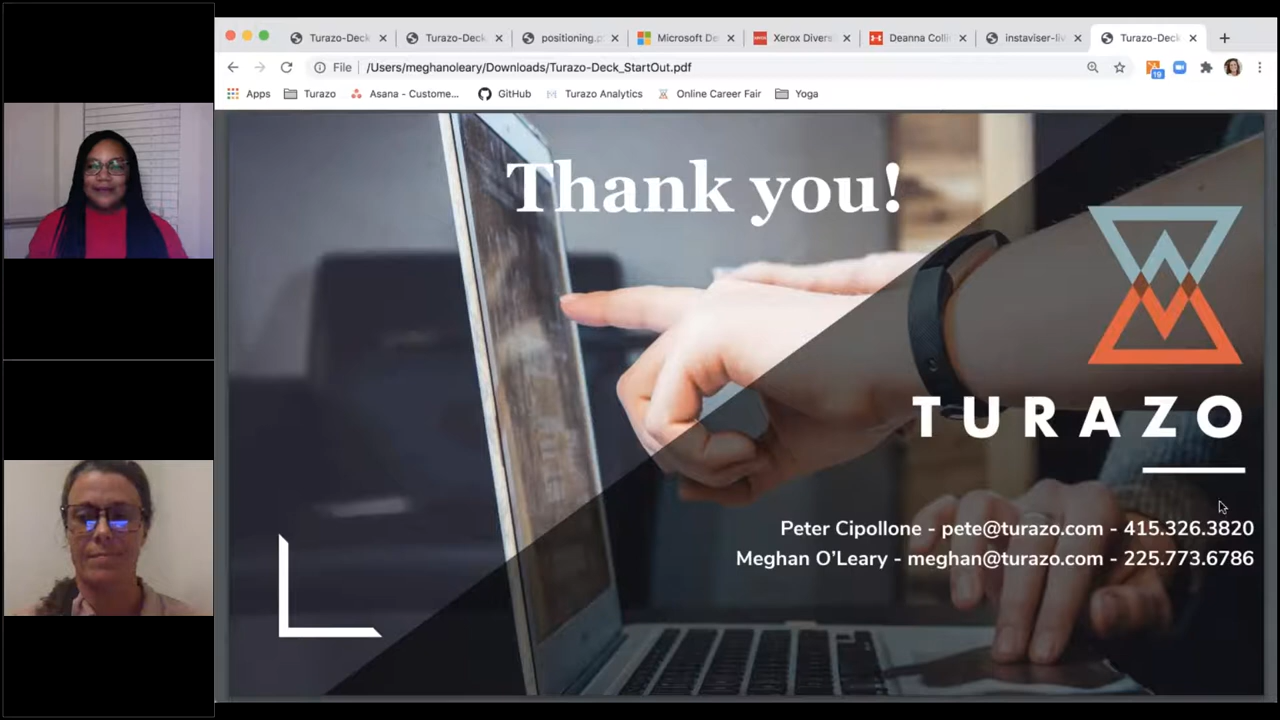 Turazo-Deck
Turazo-Deck
positioning.p
Microsoft De
Xerox Divers
Deanna Colli
instaviser-liv
Turazo-Deck
File
/Users/meghanoleary/Downloads/Turazo-Deck_StartOut.pdf
19
Apps
Turazo
Asana - Custome...
GitHub
Turazo Analytics
Online Career Fair
Yoga
Thank you!
TURAZO
Peter Cipollone - pete@turazo.com - 415.326.3820
Meghan O'Leary - meghan@turazo.com - 225.773.6786